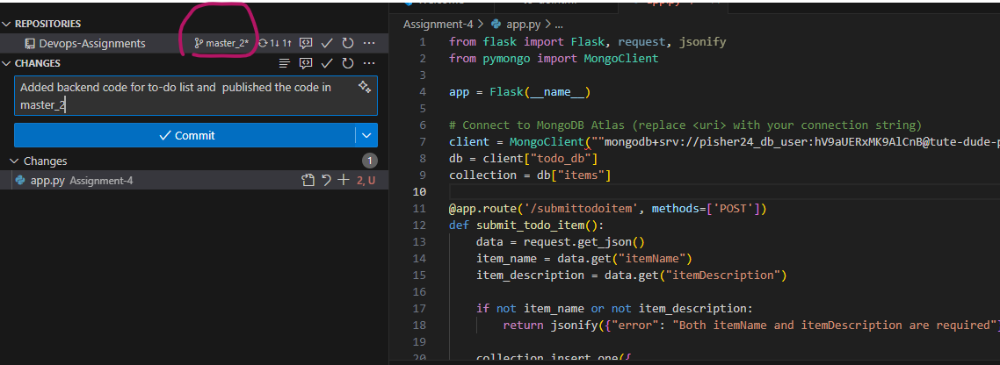 REPOSITORIES
Devops-Assignments master_2* 1↓ 1↑
CHANGES
Added backend code for to-do list and published the code in
master_2
Commit
Changes 1
app.py Assignment-4 2, U
Assignment-4 > app.py > ...
1 from flask import Flask, request, jsonify
2 from pymongo import MongoClient
3
4 app = Flask(__name__)
5
6 # Connect to MongoDB Atlas (replace <uri> with your connection string)
7 client = MongoClient(""mongodb+srv://pisher24_db_user:hV9aUERxMK9AlCnB@tute-dude-p
8 db = client["todo_db"]
9 collection = db["items"]
10
11 @app.route('/submittodoitem', methods=['POST'])
12 def submit_todo_item():
13 data = request.get_json()
14 item_name = data.get("itemName")
15 item_description = data.get("itemDescription")
16
17 if not item_name or not item_description:
18 return jsonify({"error": "Both itemName and itemDescription are required"
19
20 collection.insert_one({